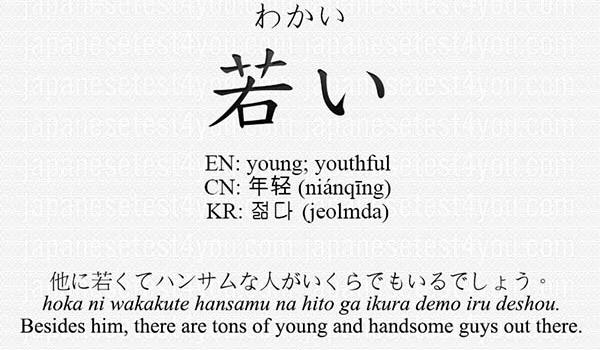 わかい
若い
EN: young; youthful
CN: 年轻 (niánqīng)
KR: 젊다 (jeolmda)
他に若くてハンサムな人がいくらでもいるでしょう。
hoka ni wakakute hansamu na hito ga ikura demo iru deshou.
Besides him, there are tons of young and handsome guys out there.